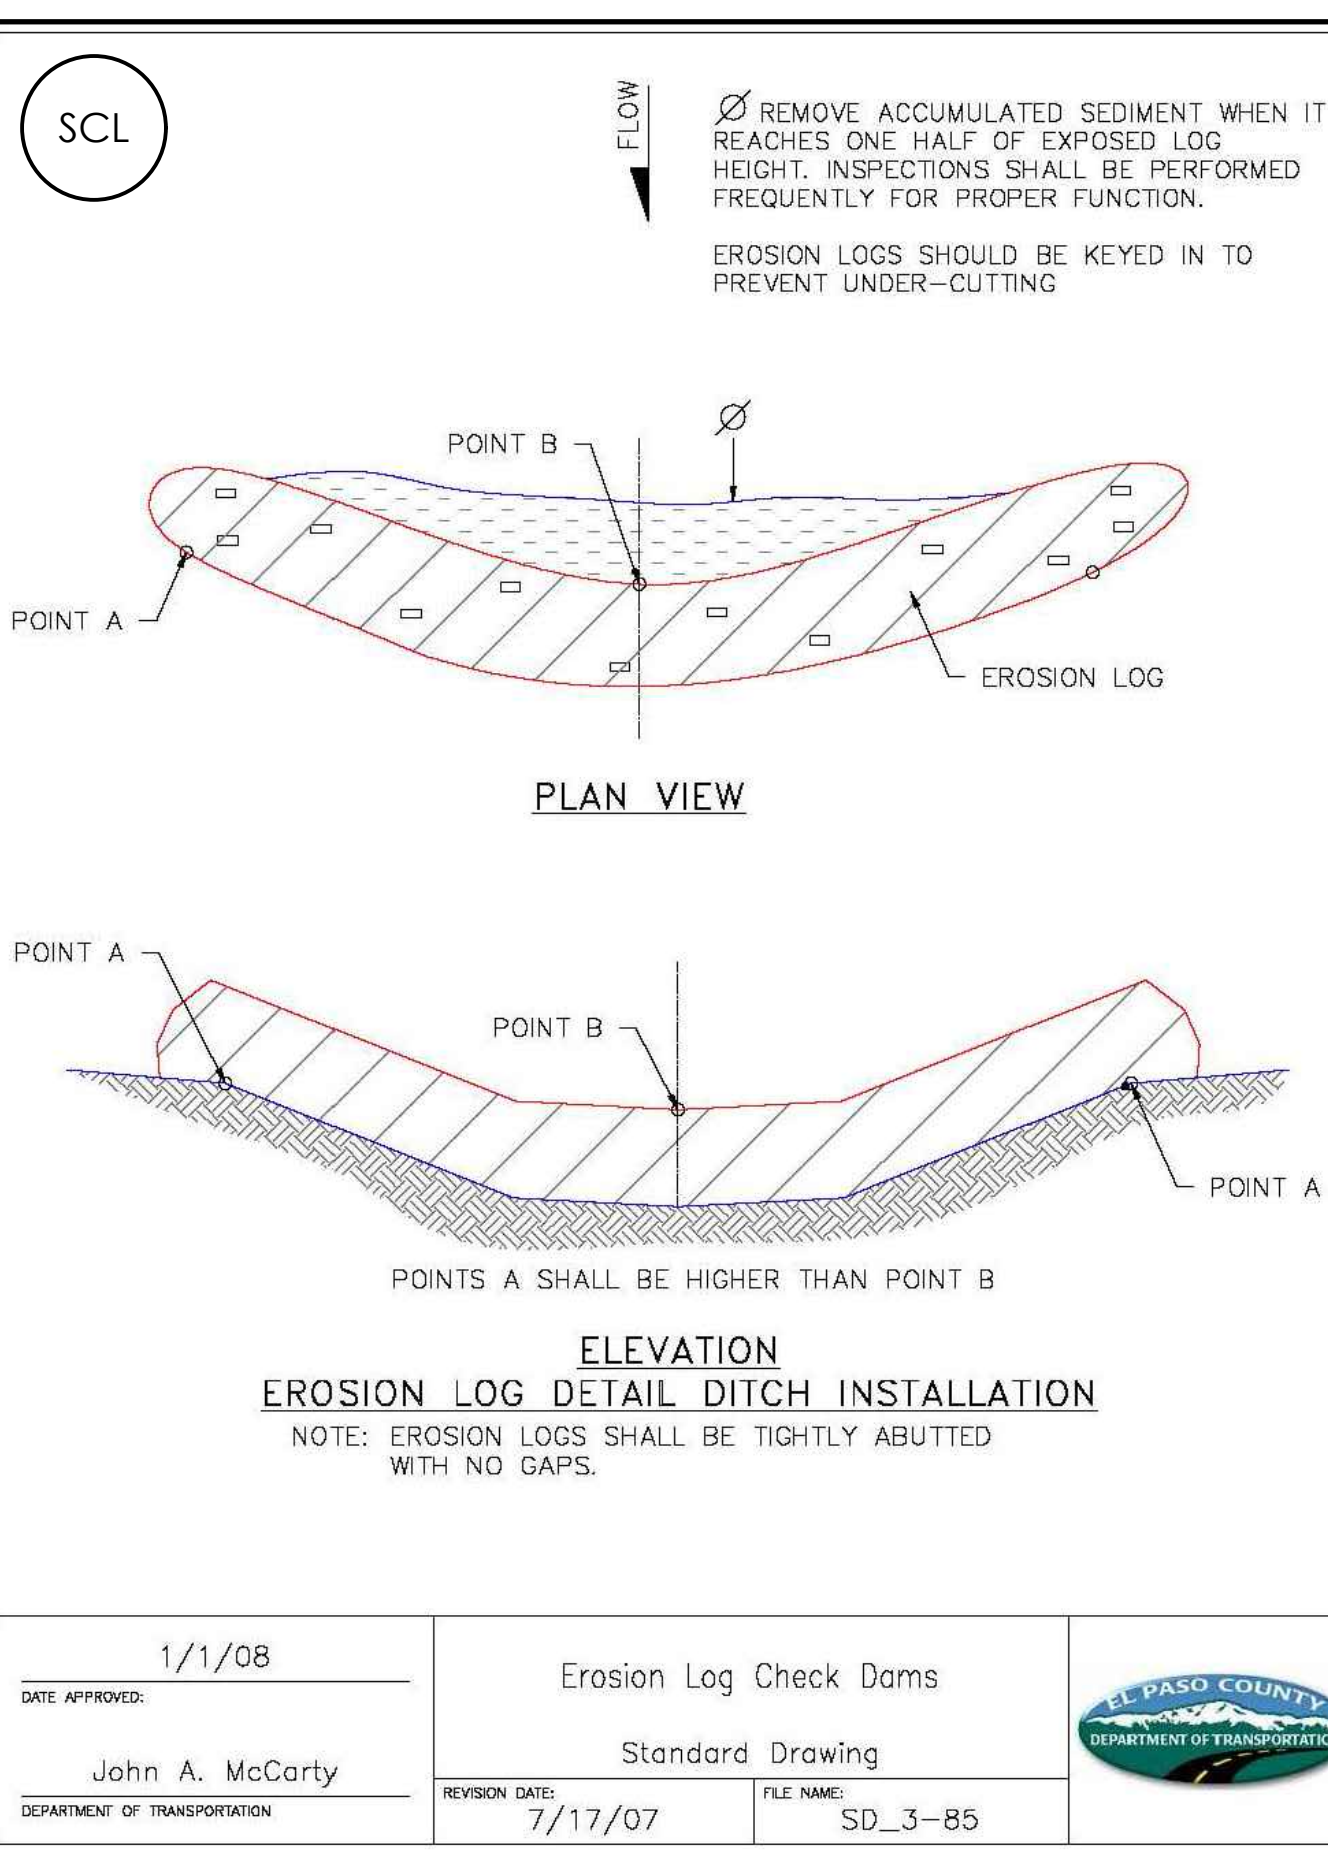 SCL
FLOW
Ø REMOVE ACCUMULATED SEDIMENT WHEN IT
REACHES ONE HALF OF EXPOSED LOG
HEIGHT. INSPECTIONS SHALL BE PERFORMED
FREQUENTLY FOR PROPER FUNCTION.
EROSION LOGS SHOULD BE KEYED IN TO
PREVENT UNDER-CUTTING
Ø
POINT B
POINT A
EROSION LOG
PLAN VIEW
POINT A
POINT B
POINT A
POINTS A SHALL BE HIGHER THAN POINT B
ELEVATION
EROSION LOG DETAIL DITCH INSTALLATION
NOTE: EROSION LOGS SHALL BE TIGHTLY ABUTTED
WITH NO GAPS.
1/1/08
DATE APPROVED:
John A. McCarty
DEPARTMENT OF TRANSPORTATION
Erosion Log Check Dams
Standard Drawing
REVISION DATE:
7/17/07
FILE NAME:
SD_3-85
EL PASO COUNTY
DEPARTMENT OF